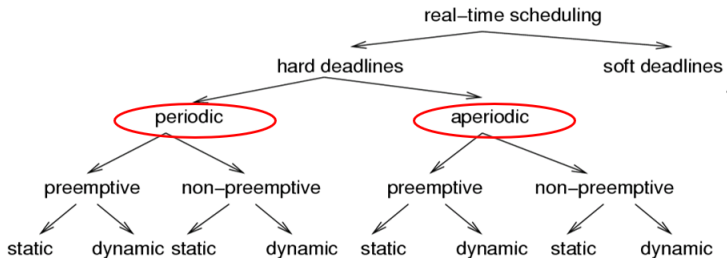 real-time scheduling
hard deadlines soft deadlines
periodic aperiodic
preemptive non-preemptive preemptive non-preemptive
static dynamic static dynamic static dynamic static dynamic